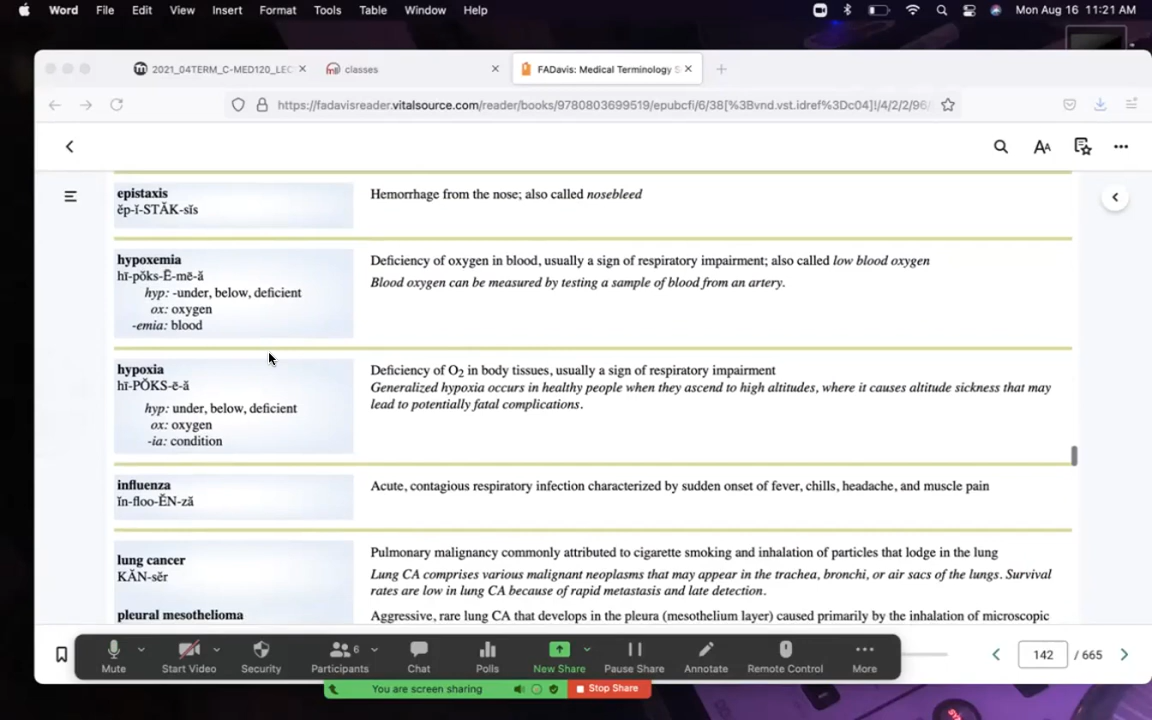 Word File Edit View Insert Format Tools Table Window Help Mon Aug 16 11:21 AM
2021_04TERM_C-MED120_LEC classes FADavis: Medical Terminology S
https://fadavisreader.vitalsource.com/reader/books/9780803699519/epubcfi/6/38[%3Bvnd.vst.idref%3Dc04]!/4/2/2/96/
AA
epistaxis
ĕp-ĭ-STĂK-sĭs
Hemorrhage from the nose; also called nosebleed
hypoxemia
hī-pŏks-Ē-mē-ă
hyp: -under, below, deficient
ox: oxygen
-emia: blood
Deficiency of oxygen in blood, usually a sign of respiratory impairment; also called low blood oxygen
Blood oxygen can be measured by testing a sample of blood from an artery.
hypoxia
hī-PŎKS-ē-ă
hyp: under, below, deficient
ox: oxygen
-ia: condition
Deficiency of O₂ in body tissues, usually a sign of respiratory impairment
Generalized hypoxia occurs in healthy people when they ascend to high altitudes, where it causes altitude sickness that may
lead to potentially fatal complications.
influenza
ĭn-floo-ĔN-ză
Acute, contagious respiratory infection characterized by sudden onset of fever, chills, headache, and muscle pain
lung cancer
KĂN-sĕr
Pulmonary malignancy commonly attributed to cigarette smoking and inhalation of particles that lodge in the lung
Lung CA comprises various malignant neoplasms that may appear in the trachea, bronchi, or air sacs of the lungs. Survival
rates are low in lung CA because of rapid metastasis and late detection.
pleural mesothelioma
Aggressive, rare lung CA that develops in the pleura (mesothelium layer) caused primarily by the inhalation of microscopic
Mute Start Video Security Participants 6 Chat Polls New Share Pause Share Annotate Remote Control More
142 / 665
You are screen sharing Stop Share